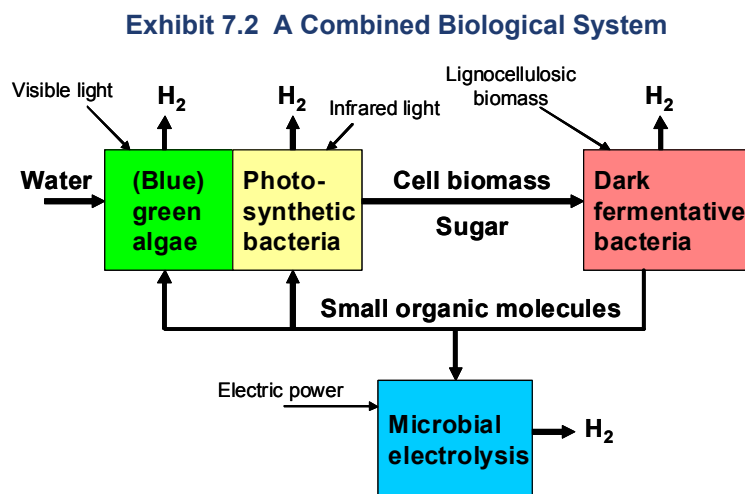 Exhibit 7.2 A Combined Biological System
Visible light
H2
H2
Infrared light
Lignocellulosic
biomass
H2
Water
(Blue)
green
algae
Photo-
synthetic
bacteria
Cell biomass
Sugar
Dark
fermentative
bacteria
Small organic molecules
Electric power
Microbial
electrolysis
H2